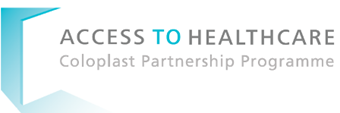 ACCESS TO HEALTHCARE
Coloplast Partnership Programme